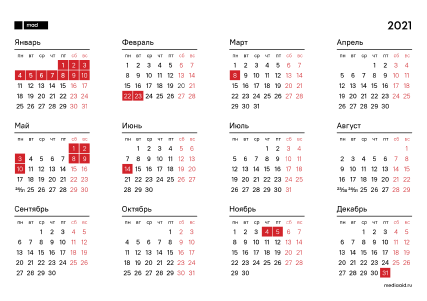 mad
2021
Январь
пн вт ср чт пт сб вс
1 2 3
4 5 6 7 8 9 10
11 12 13 14 15 16 17
18 19 20 21 22 23 24
25 26 27 28 29 30 31
Февраль
пн вт ср чт пт сб вс
1 2 3 4 5 6 7
8 9 10 11 12 13 14
15 16 17 18 19 20 21
22 23 24 25 26 27 28
Март
пн вт ср чт пт сб вс
1 2 3 4 5 6 7
8 9 10 11 12 13 14
15 16 17 18 19 20 21
22 23 24 25 26 27 28
29 30 31
Апрель
пн вт ср чт пт сб вс
1 2 3 4
5 6 7 8 9 10 11
12 13 14 15 16 17 18
19 20 21 22 23 24 25
26 27 28 29 30
Май
пн вт ср чт пт сб вс
1 2
3 4 5 6 7 8 9
10 11 12 13 14 15 16
17 18 19 20 21 22 23
24/31 25 26 27 28 29 30
Июнь
пн вт ср чт пт сб вс
1 2 3 4 5 6
7 8 9 10 11 12 13
14 15 16 17 18 19 20
21 22 23 24 25 26 27
28 29 30
Июль
пн вт ср чт пт сб вс
1 2 3 4
5 6 7 8 9 10 11
12 13 14 15 16 17 18
19 20 21 22 23 24 25
26 27 28 29 30 31
Август
пн вт ср чт пт сб вс
1
2 3 4 5 6 7 8
9 10 11 12 13 14 15
16 17 18 19 20 21 22
23/30 24/31 25 26 27 28 29
Сентябрь
пн вт ср чт пт сб вс
1 2 3 4 5
6 7 8 9 10 11 12
13 14 15 16 17 18 19
20 21 22 23 24 25 26
27 28 29 30
Октябрь
пн вт ср чт пт сб вс
1 2 3
4 5 6 7 8 9 10
11 12 13 14 15 16 17
18 19 20 21 22 23 24
25 26 27 28 29 30 31
Ноябрь
пн вт ср чт пт сб вс
1 2 3 4 5 6 7
8 9 10 11 12 13 14
15 16 17 18 19 20 21
22 23 24 25 26 27 28
29 30
Декабрь
пн вт ср чт пт сб вс
1 2 3 4 5
6 7 8 9 10 11 12
13 14 15 16 17 18 19
20 21 22 23 24 25 26
27 28 29 30 31